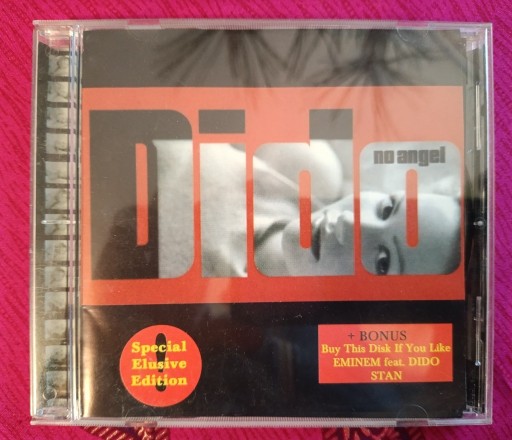 Dido
no angel
Special
Elusive
Edition
+ BONUS
Buy This Disk If You Like
EMINEM feat. DIDO
STAN